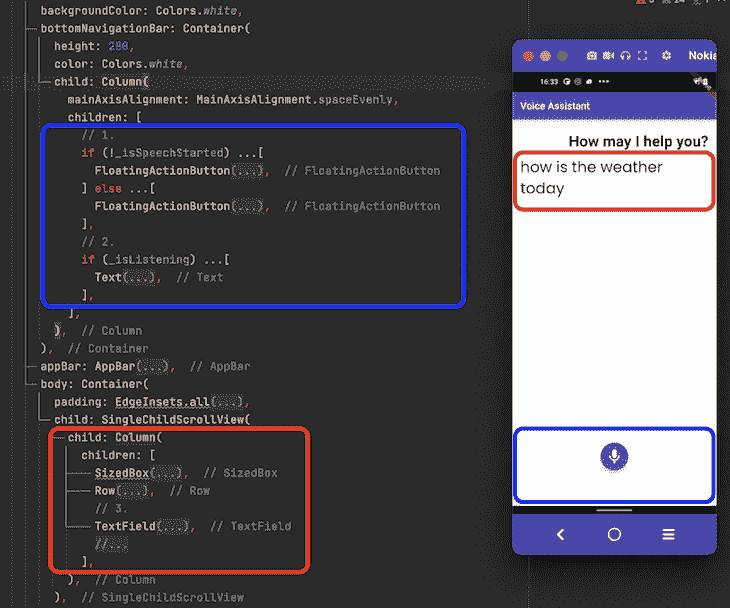 backgroundColor: Colors.white,
bottomNavigationBar: Container(
height: 200,
color: Colors.white,
child: Column(
mainAxisAlignment: MainAxisAlignment.spaceEvenly,
children: [
// 1.
if (!_isSpeechStarted) ...[
FloatingActionButton(...), // FloatingActionButton
] else ...[
FloatingActionButton(...), // FloatingActionButton
],
// 2.
if (_isListening) ...[
Text(...), // Text
],
],
), // Column
), // Container
appBar: AppBar(...), // AppBar
body: Container(
padding: EdgeInsets.all(...),
child: SingleChildScrollView(
child: Column(
children: [
SizedBox(...), // SizedBox
Row(...), // Row
// 3.
TextField(...), // TextField
//...
],
), // Column
), // SingleChildScrollView
Nokia
16:33
Voice Assistant
How may I help you?
how is the weather
today